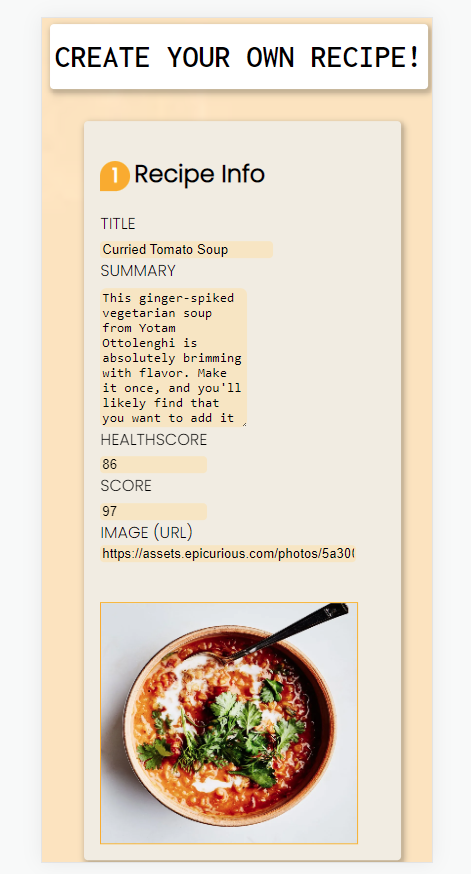 CREATE YOUR OWN RECIPE!
1 Recipe Info
TITLE
Curried Tomato Soup
SUMMARY
This ginger-spiked
vegetarian soup
from Yotam
Ottolenghi is
absolutely brimming
with flavor. Make
it once, and you'll
likely find that
you want to add it
HEALTHSCORE
86
SCORE
97
IMAGE (URL)
https://assets.epicurious.com/photos/5a30